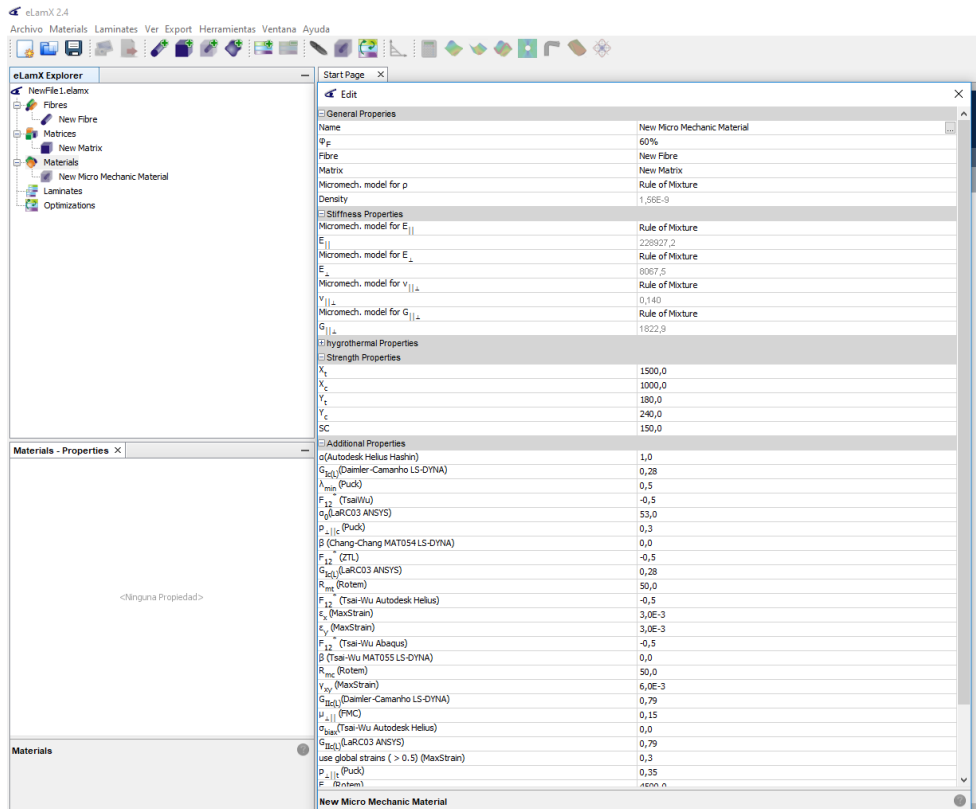 eLamX 2.4
Archivo Materials Laminates Ver Export Herramientas Ventana Ayuda
eLamX Explorer
NewFile1.elamx
Fibres
New Fibre
Matrices
New Matrix
Materials
New Micro Mechanic Material
Laminates
Optimizations
Materials - Properties
<Ninguna Propiedad>
Materials
Start Page
Edit
General Properies
Name New Micro Mechanic Material ...
φF 60%
Fibre New Fibre
Matrix New Matrix
Micromech. model for ρ Rule of Mixture
Density 1,56E-9
Stiffness Properties
Micromech. model for E|| Rule of Mixture
E|| 228927,2
Micromech. model for E⊥ Rule of Mixture
E⊥ 8067,5
Micromech. model for ν||⊥ Rule of Mixture
ν||⊥ 0,140
Micromech. model for G||⊥ Rule of Mixture
G||⊥ 1822,9
hygrothermal Properties
Strength Properties
Xt 1500,0
Xc 1000,0
Yt 180,0
Yc 240,0
SC 150,0
Additional Properties
α(Autodesk Helius Hashin) 1,0
GIc(L)(Daimler-Camanho LS-DYNA) 0,28
λmin (Puck) 0,5
F12* (TsaiWu) -0,5
σ0(LaRC03 ANSYS) 53,0
p⊥||c (Puck) 0,3
β (Chang-Chang MAT054 LS-DYNA) 0,0
F12* (ZTL) -0,5
GIc(L)(LaRC03 ANSYS) 0,28
Rmt (Rotem) 50,0
F12* (Tsai-Wu Autodesk Helius) -0,5
εx (MaxStrain) 3,0E-3
εy (MaxStrain) 3,0E-3
F12* (Tsai-Wu Abaqus) -0,5
β (Tsai-Wu MAT055 LS-DYNA) 0,0
Rmc (Rotem) 50,0
γxy (MaxStrain) 6,0E-3
GIIc(L)(Daimler-Camanho LS-DYNA) 0,79
μ⊥|| (FMC) 0,15
σbiax(Tsai-Wu Autodesk Helius) 0,0
GIIc(L)(LaRC03 ANSYS) 0,79
use global strains ( > 0.5) (MaxStrain) 0,3
p⊥||t (Puck) 0,35
(Rotem) 4500,0
New Micro Mechanic Material